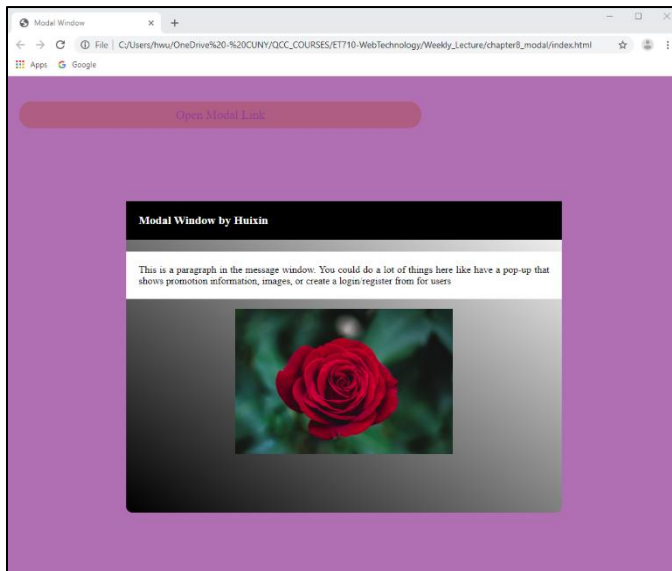 Modal Window
File | C:/Users/hwu/OneDrive%20-%20CUNY/QCC_COURSES/ET710-WebTechnology/Weekly_Lecture/chapter8_modal/index.html
Apps Google
Open Modal Link
Modal Window by Huixin
This is a paragraph in the message window. You could do a lot of things here like have a pop-up that
shows promotion information, images, or create a login/register from for users